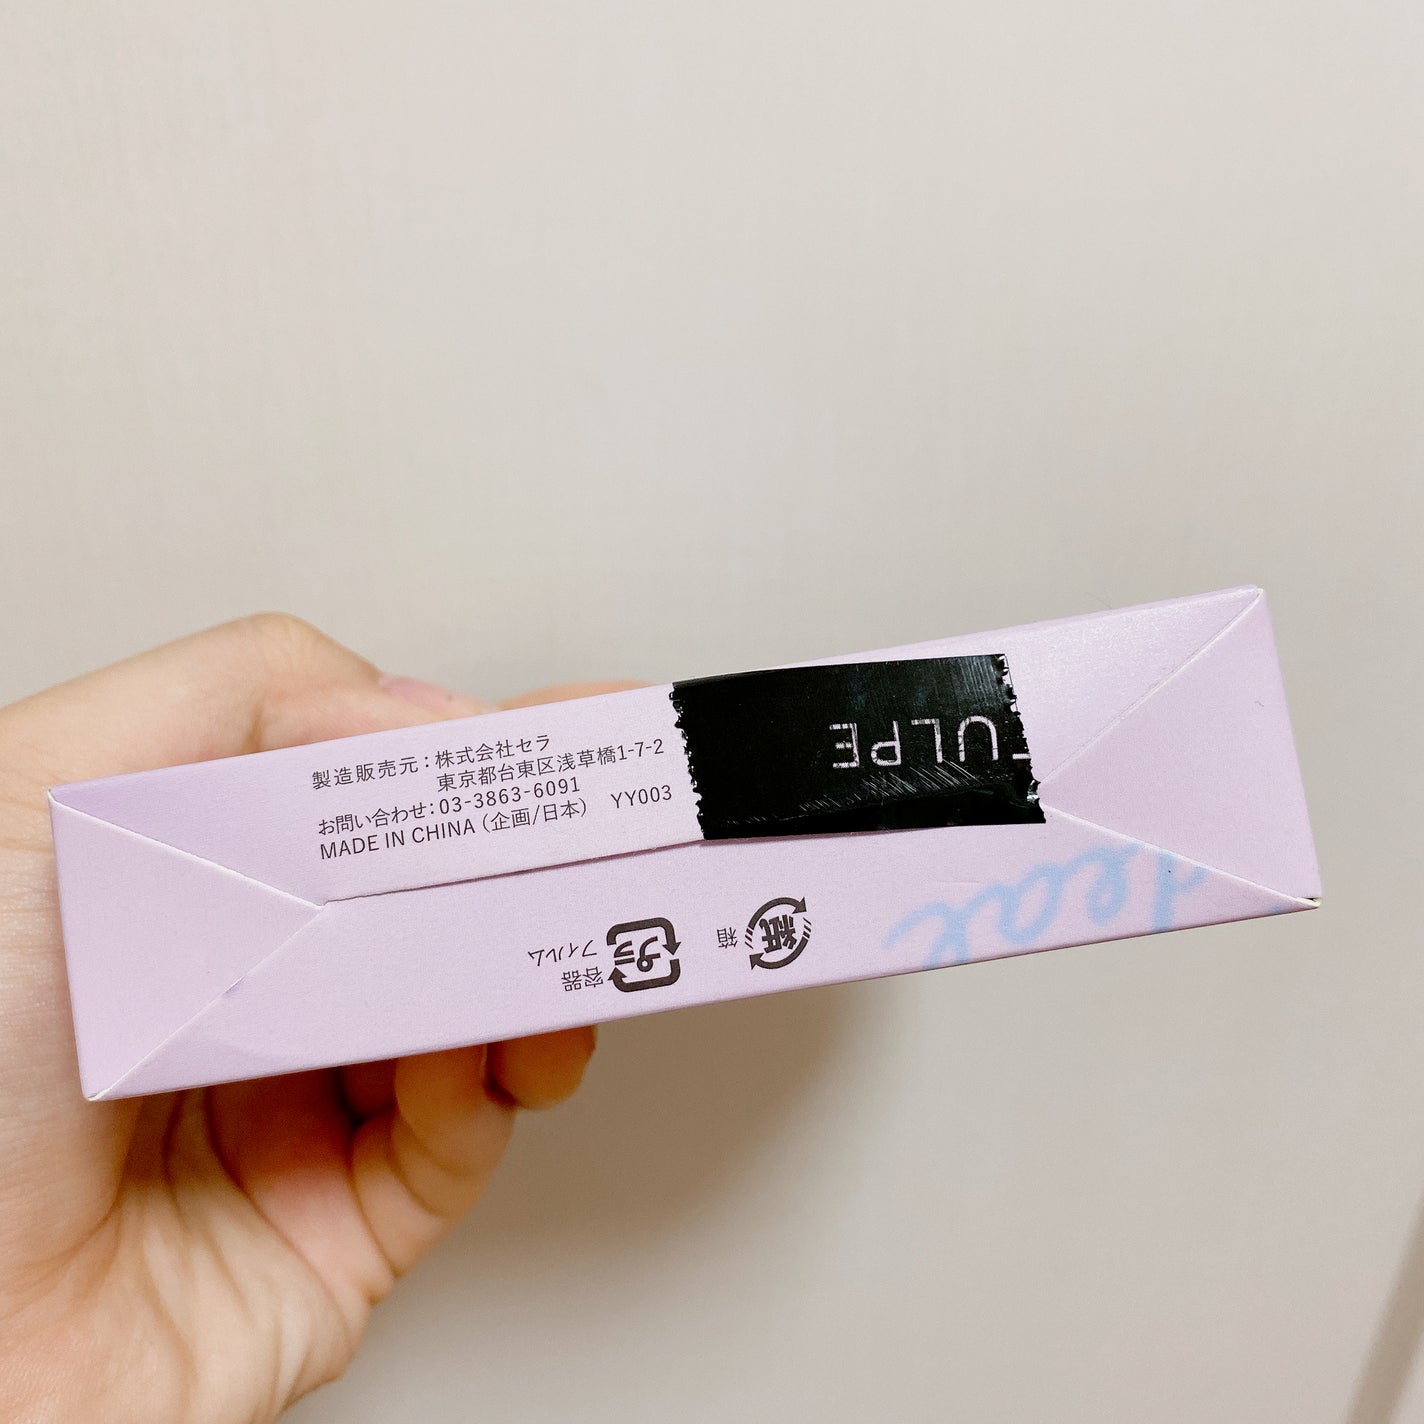 製造販売元：株式会社セラ
東京都台東区浅草橋1-7-2
お問い合わせ：03-3863-6091
MADE IN CHINA（企画/日本） YY003
ULPE
紙
箱
プラ
容器
フィルム
dear